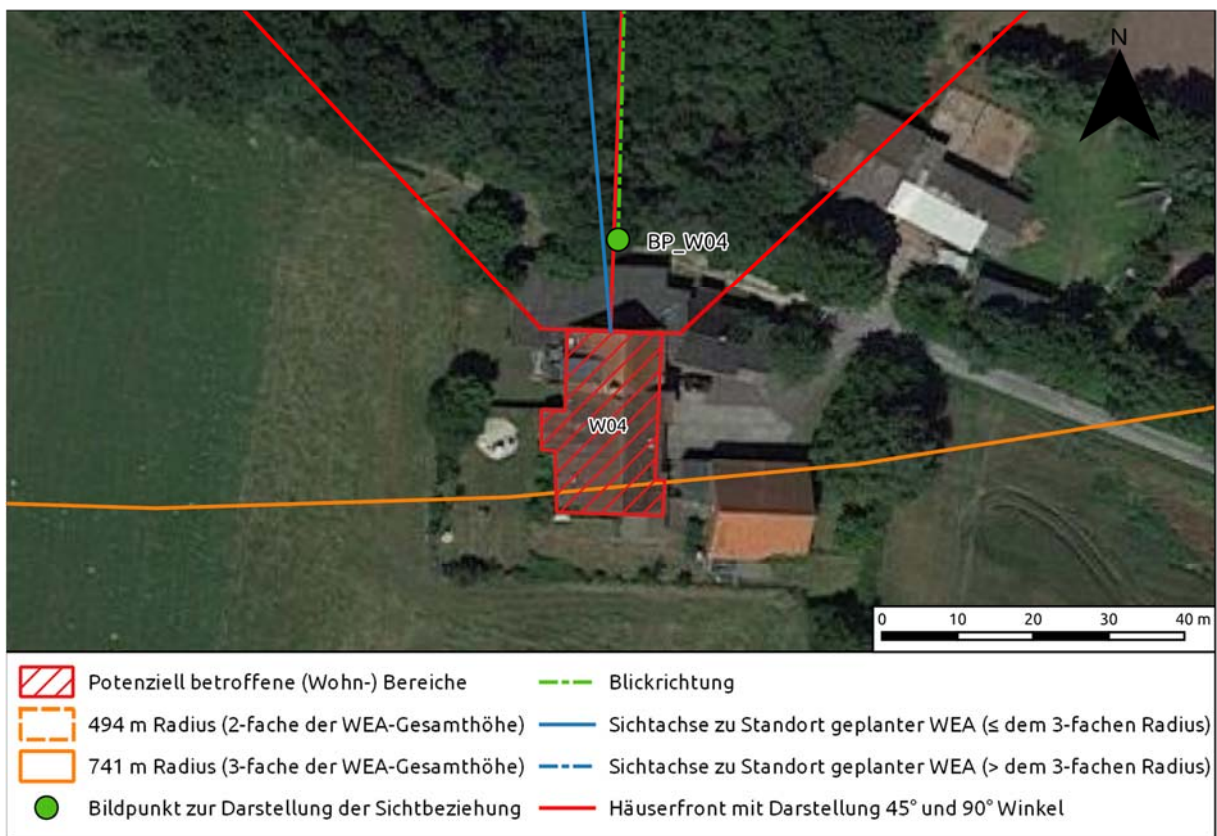 N
BP_W04
W04
0 10 20 30 40 m
Potenziell betroffene (Wohn-) Bereiche
494 m Radius (2-fache der WEA-Gesamthöhe)
741 m Radius (3-fache der WEA-Gesamthöhe)
Bildpunkt zur Darstellung der Sichtbeziehung
Blickrichtung
Sichtachse zu Standort geplanter WEA (≤ dem 3-fachen Radius)
Sichtachse zu Standort geplanter WEA (> dem 3-fachen Radius)
Häuserfront mit Darstellung 45° und 90° Winkel